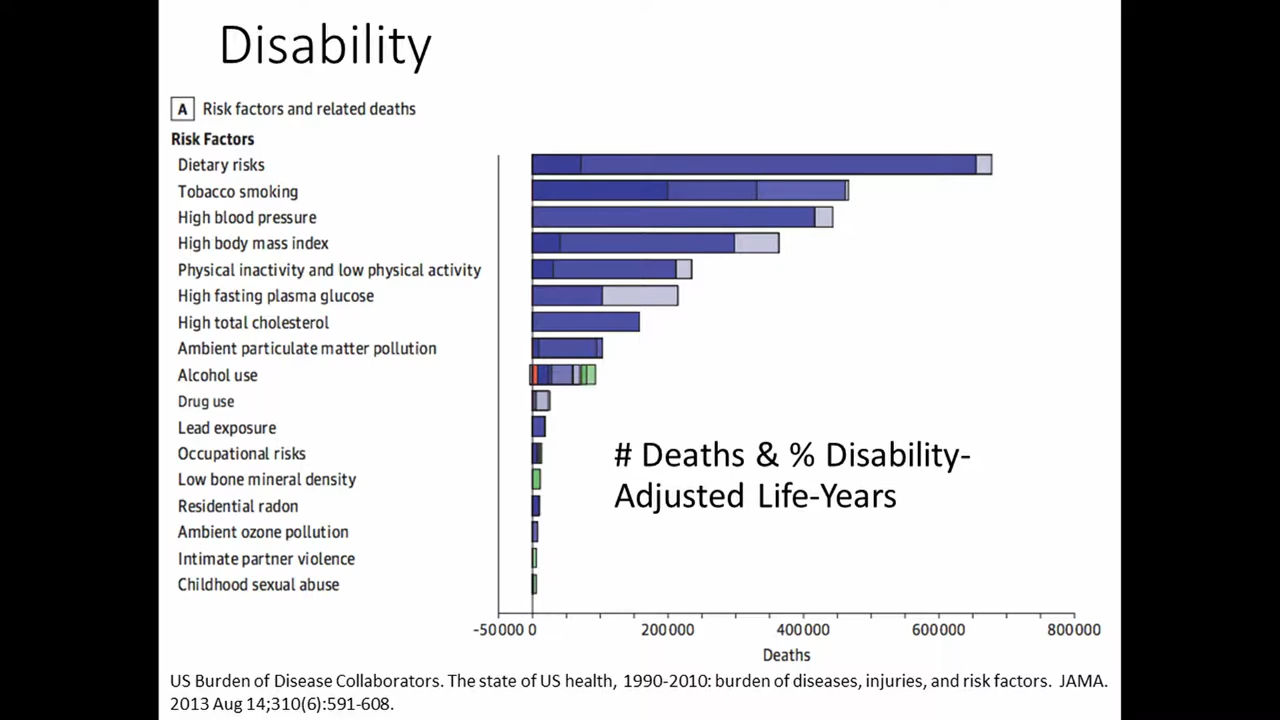 Disability
A Risk factors and related deaths
Risk Factors
Dietary risks
Tobacco smoking
High blood pressure
High body mass index
Physical inactivity and low physical activity
High fasting plasma glucose
High total cholesterol
Ambient particulate matter pollution
Alcohol use
Drug use
Lead exposure
Occupational risks
Low bone mineral density
Residential radon
Ambient ozone pollution
Intimate partner violence
Childhood sexual abuse
# Deaths & % Disability-
Adjusted Life-Years
-50000 0 200000 400000 600000 800000
Deaths
US Burden of Disease Collaborators. The state of US health, 1990-2010: burden of diseases, injuries, and risk factors. JAMA.
2013 Aug 14;310(6):591-608.